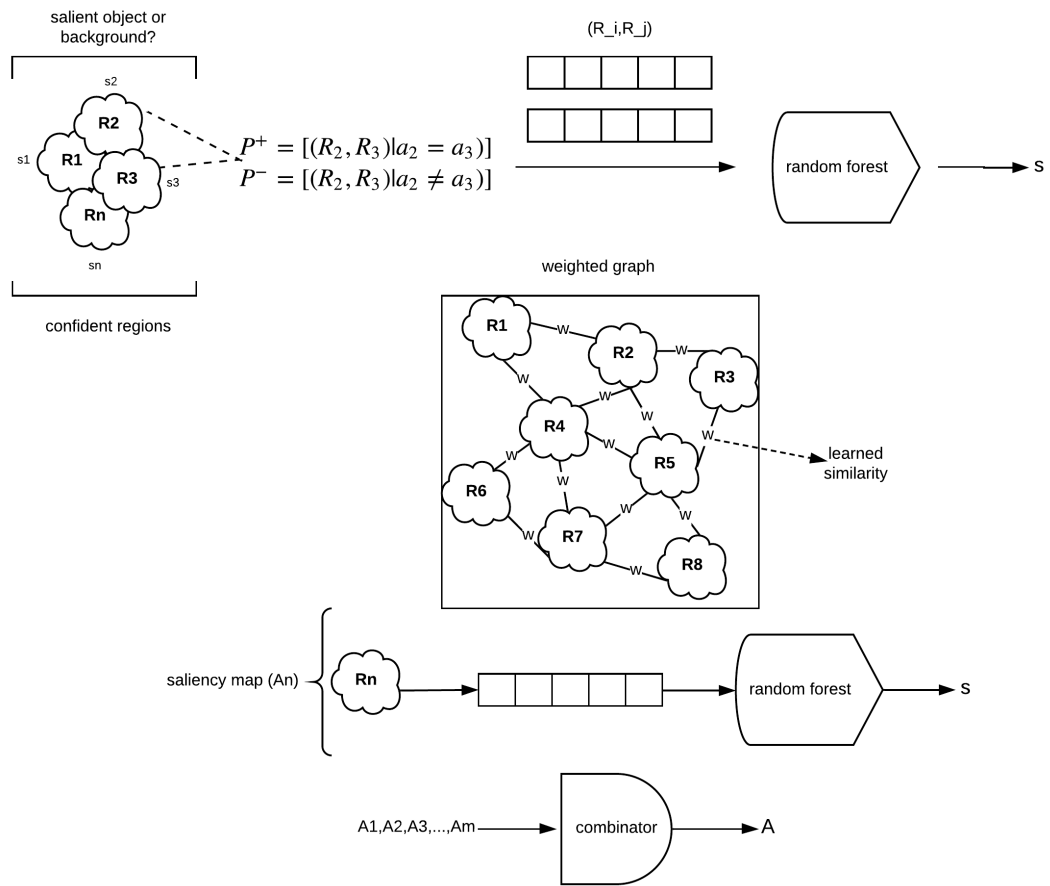 salient object or
background?
s2
R2
s1
R1
R3
s3
Rn
sn
confident regions
P⁺ = [(R₂, R₃)|a₂ = a₃)]
P⁻ = [(R₂, R₃)|a₂ ≠ a₃)]
(R_i,R_j)
random forest
s
weighted graph
R1
w
R2
w
R3
w
w
w
R4
w
R5
w
w
R6
w
w
w
R7
w
w
R8
learned
similarity
saliency map (An)
Rn
random forest
s
A1,A2,A3,...,Am
combinator
A